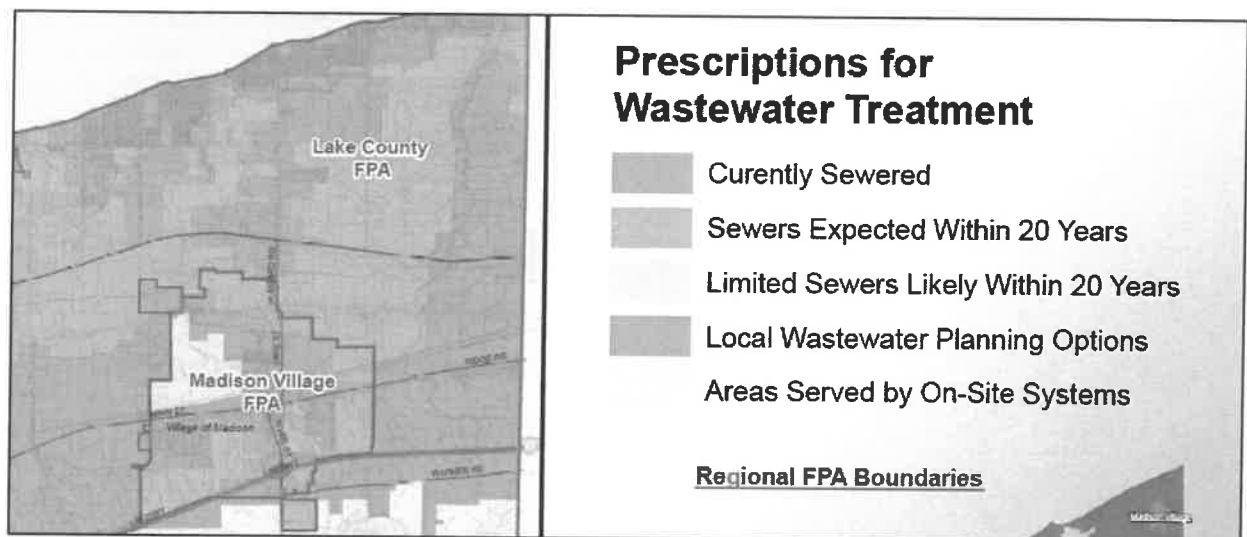 Lake County
FPA
Madison Village
FPA
Village of Madison
Prescriptions for
Wastewater Treatment
Curently Sewered
Sewers Expected Within 20 Years
Limited Sewers Likely Within 20 Years
Local Wastewater Planning Options
Areas Served by On-Site Systems
Regional FPA Boundaries
Madison Village